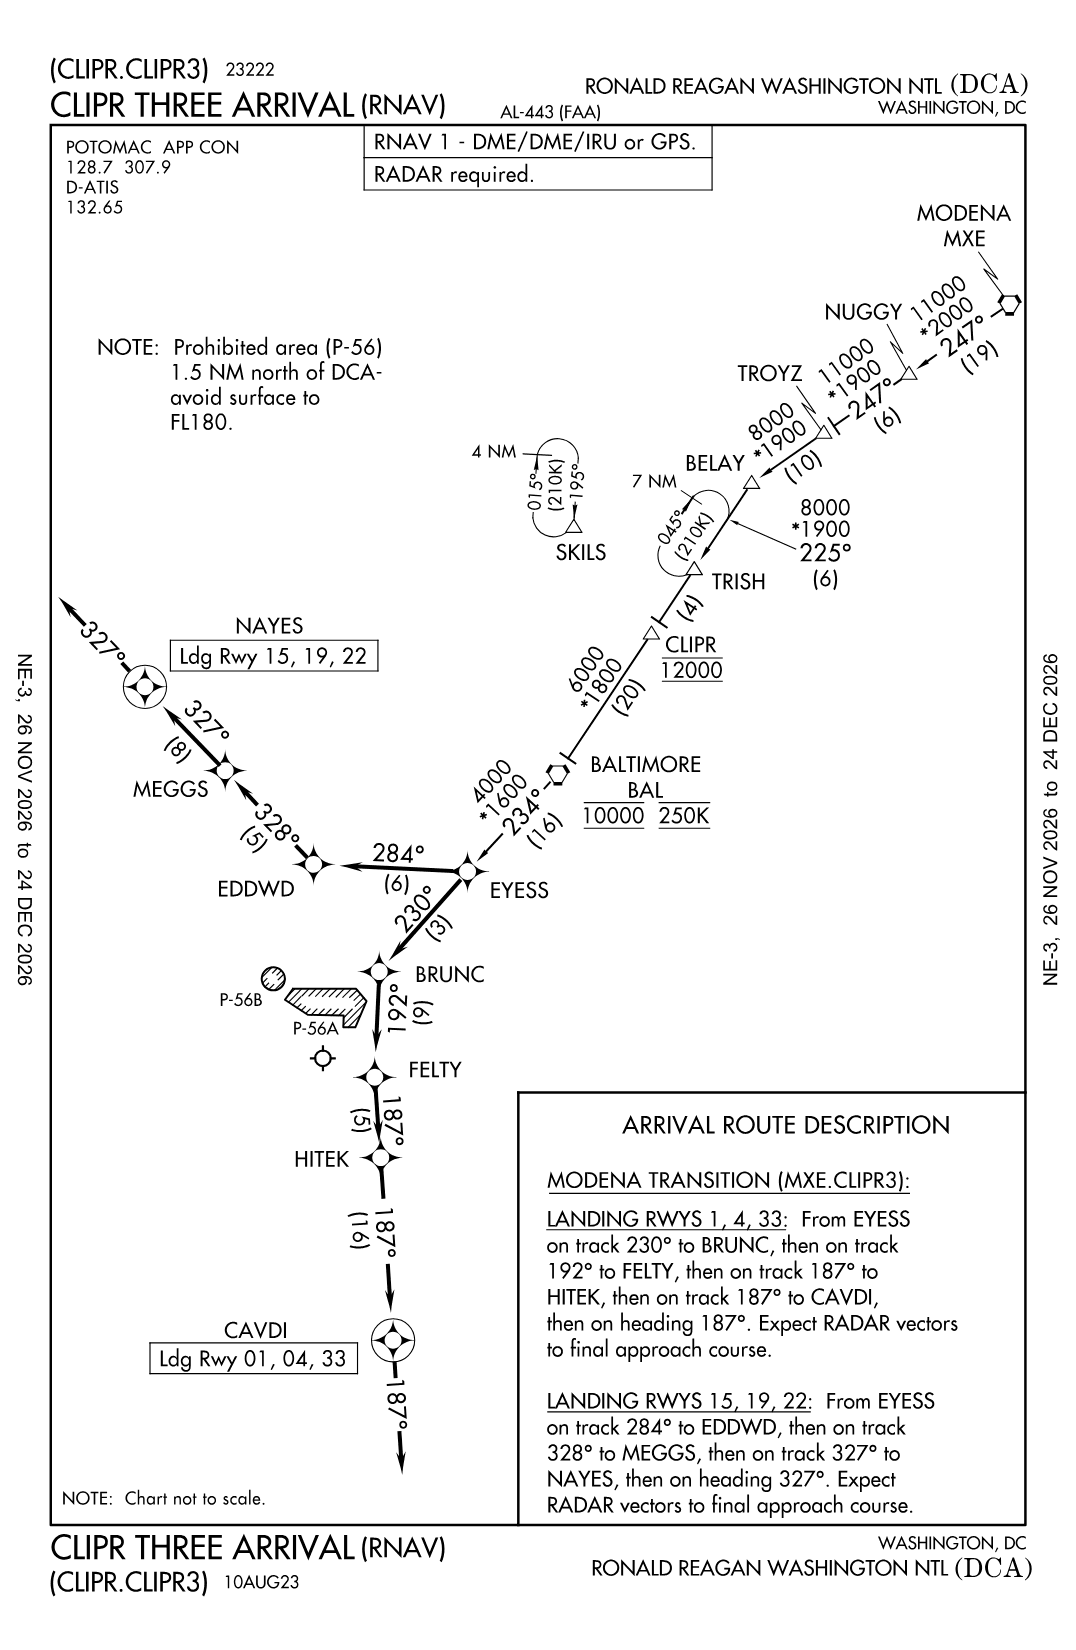 (CLIPR.CLIPR3) 23222
CLIPR THREE ARRIVAL (RNAV)
AL-443 (FAA)
RONALD REAGAN WASHINGTON NTL (DCA)
WASHINGTON, DC
POTOMAC APP CON
128.7 307.9
D-ATIS
132.65
RNAV 1 - DME/DME/IRU or GPS.
RADAR required.
MODENA
MXE
NUGGY
11000
*2000
247°
(19)
TROYZ
11000
*1900
247°
(6)
NOTE: Prohibited area (P-56)
1.5 NM north of DCA-
avoid surface to
FL180.
8000
*1900
(10)
BELAY
4 NM
015°
(210K)
195°
SKILS
7 NM
045°
(210K)
8000
*1900
225°
(6)
TRISH
(4)
CLIPR
12000
NAYES
Ldg Rwy 15, 19, 22
327°
6000
*1800
(20)
327°
(8)
MEGGS
BALTIMORE
BAL
10000 250K
4000
*1600
234°
(16)
328°
(5)
EDDWD
284°
(6)
EYESS
230°
(3)
BRUNC
P-56B
P-56A
192°
(9)
FELTY
187°
(5)
HITEK
187°
(16)
CAVDI
Ldg Rwy 01, 04, 33
187°
ARRIVAL ROUTE DESCRIPTION
MODENA TRANSITION (MXE.CLIPR3):
LANDING RWYS 1, 4, 33: From EYESS
on track 230° to BRUNC, then on track
192° to FELTY, then on track 187° to
HITEK, then on track 187° to CAVDI,
then on heading 187°. Expect RADAR vectors
to final approach course.
LANDING RWYS 15, 19, 22: From EYESS
on track 284° to EDDWD, then on track
328° to MEGGS, then on track 327° to
NAYES, then on heading 327°. Expect
RADAR vectors to final approach course.
NOTE: Chart not to scale.
CLIPR THREE ARRIVAL (RNAV)
(CLIPR.CLIPR3) 10AUG23
WASHINGTON, DC
RONALD REAGAN WASHINGTON NTL (DCA)
NE-3, 26 NOV 2026 to 24 DEC 2026
NE-3, 26 NOV 2026 to 24 DEC 2026